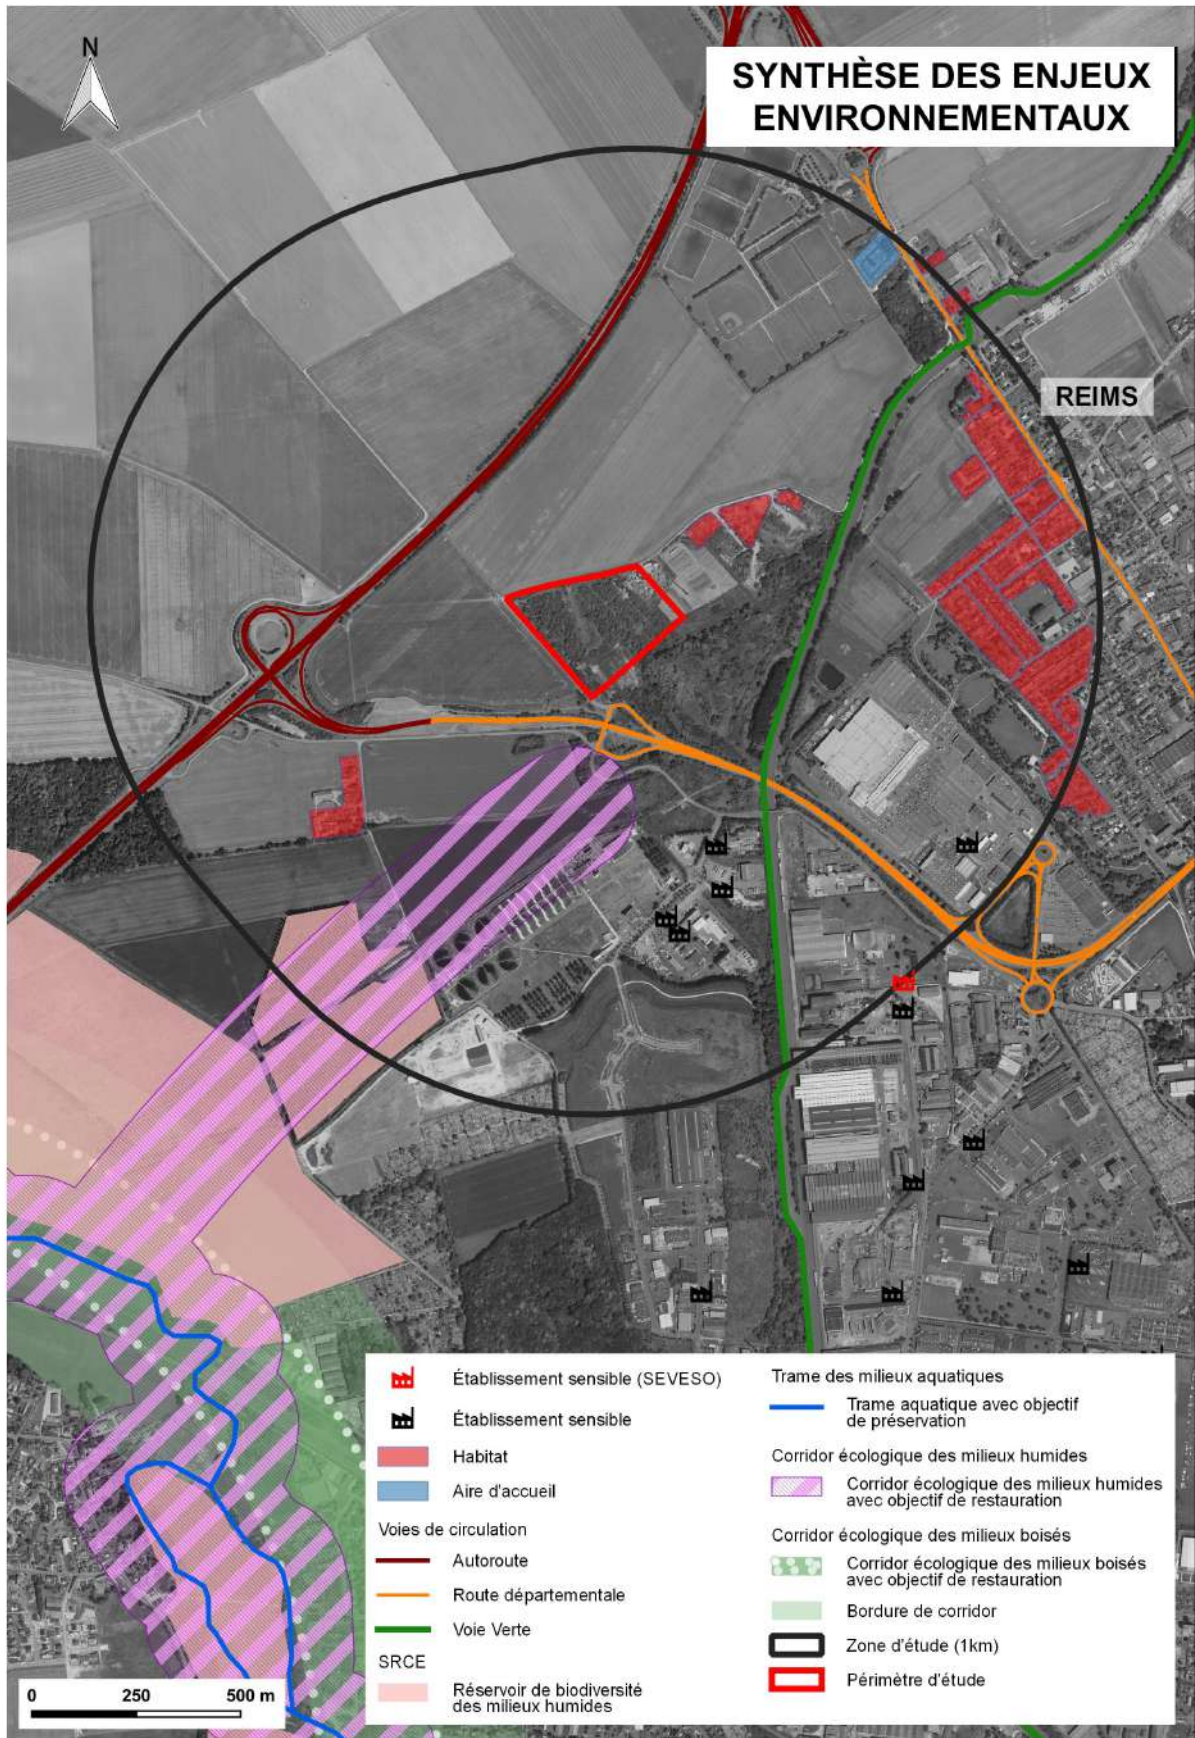 N
SYNTHÈSE DES ENJEUX
ENVIRONNEMENTAUX
REIMS
Établissement sensible (SEVESO)
Établissement sensible
Habitat
Aire d'accueil
Voies de circulation
Autoroute
Route départementale
Voie Verte
SRCE
Réservoir de biodiversité
des milieux humides
Trame des milieux aquatiques
Trame aquatique avec objectif
de préservation
Corridor écologique des milieux humides
Corridor écologique des milieux humides
avec objectif de restauration
Corridor écologique des milieux boisés
Corridor écologique des milieux boisés
avec objectif de restauration
Bordure de corridor
Zone d'étude (1km)
Périmètre d'étude
0 250 500 m